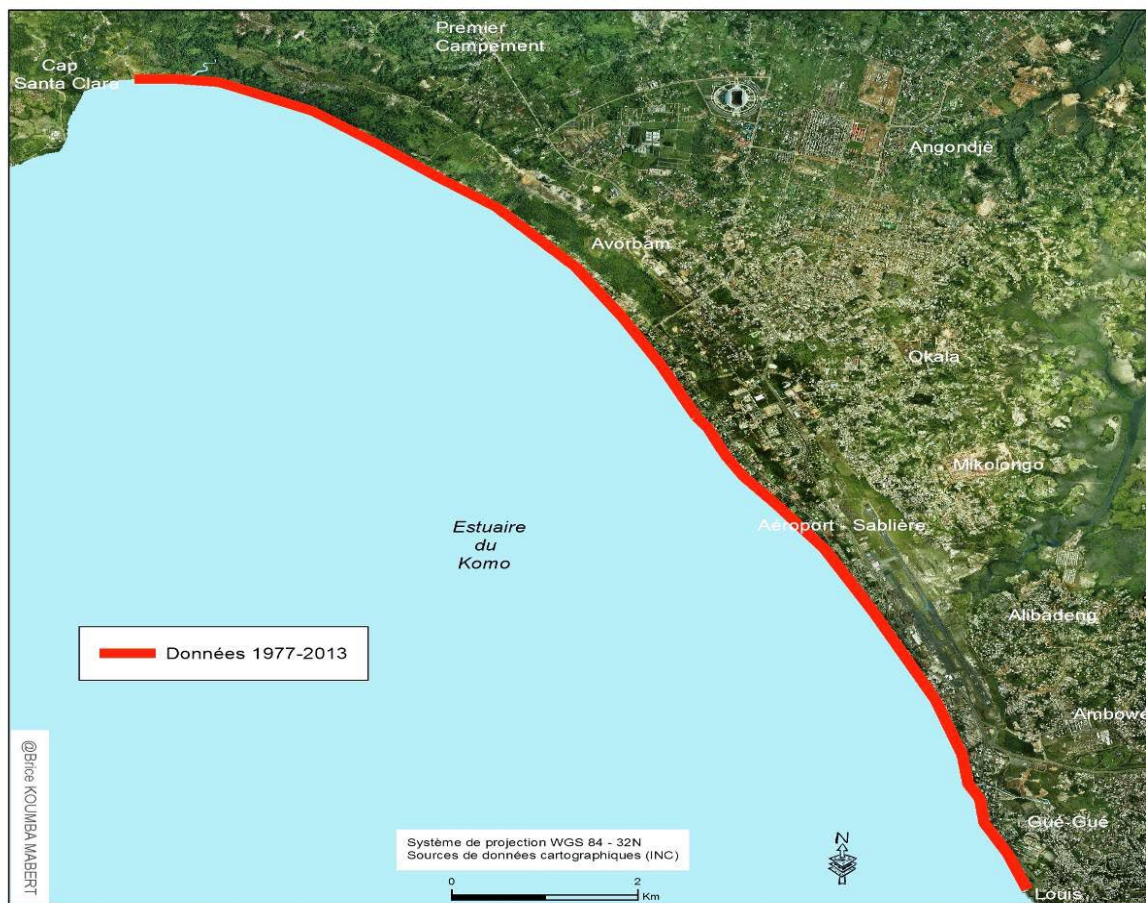 Premier
Campement
Cap
Santa Clara
Angondjé
Avorbam
Okala
Mikolongo
Estuaire
du
Komo
Aéroport - Sablière
Alibadeng
Données 1977-2013
Ambowé
@Brice KOUMBA MABERT
Gué-Gué
Système de projection WGS 84 - 32N
Sources de données cartographiques (INC)
N
0 2
Km
Louis